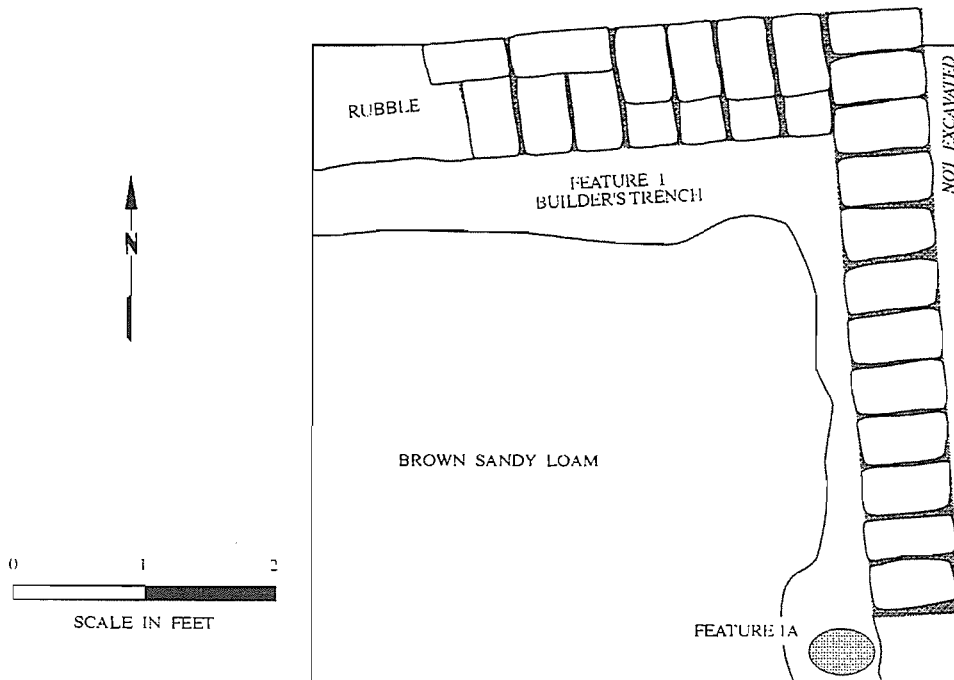 RUBBLE
NOT EXCAVATED
FEATURE 1
BUILDER'S TRENCH
N
BROWN SANDY LOAM
0 1 2
SCALE IN FEET
FEATURE 1A